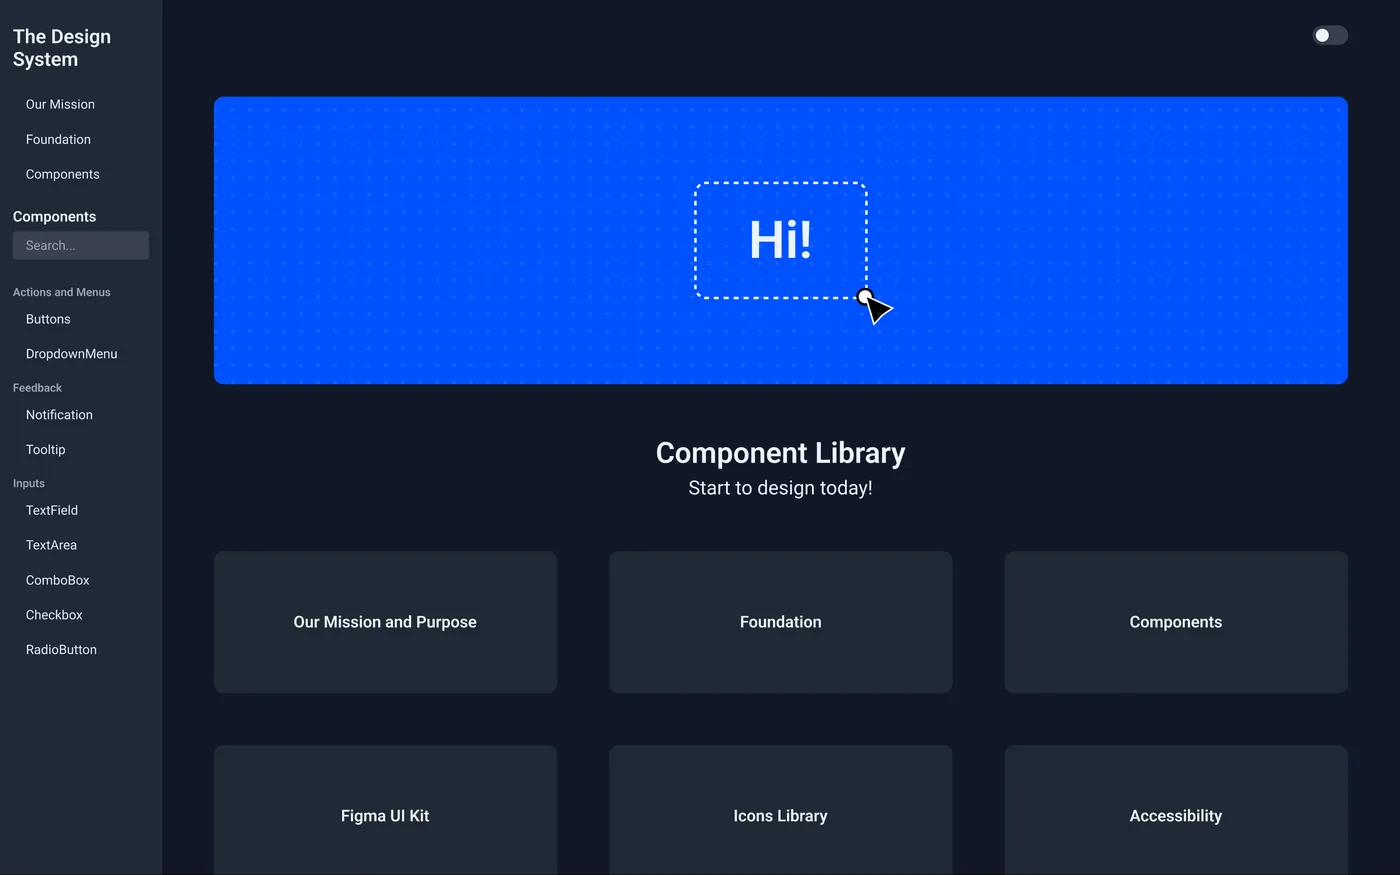 The Design
System
Our Mission
Foundation
Components
Components
Search...
Actions and Menus
Buttons
DropdownMenu
Feedback
Notification
Tooltip
Inputs
TextField
TextArea
ComboBox
Checkbox
RadioButton
Hi!
Component Library
Start to design today!
Our Mission and Purpose
Foundation
Components
Figma UI Kit
Icons Library
Accessibility